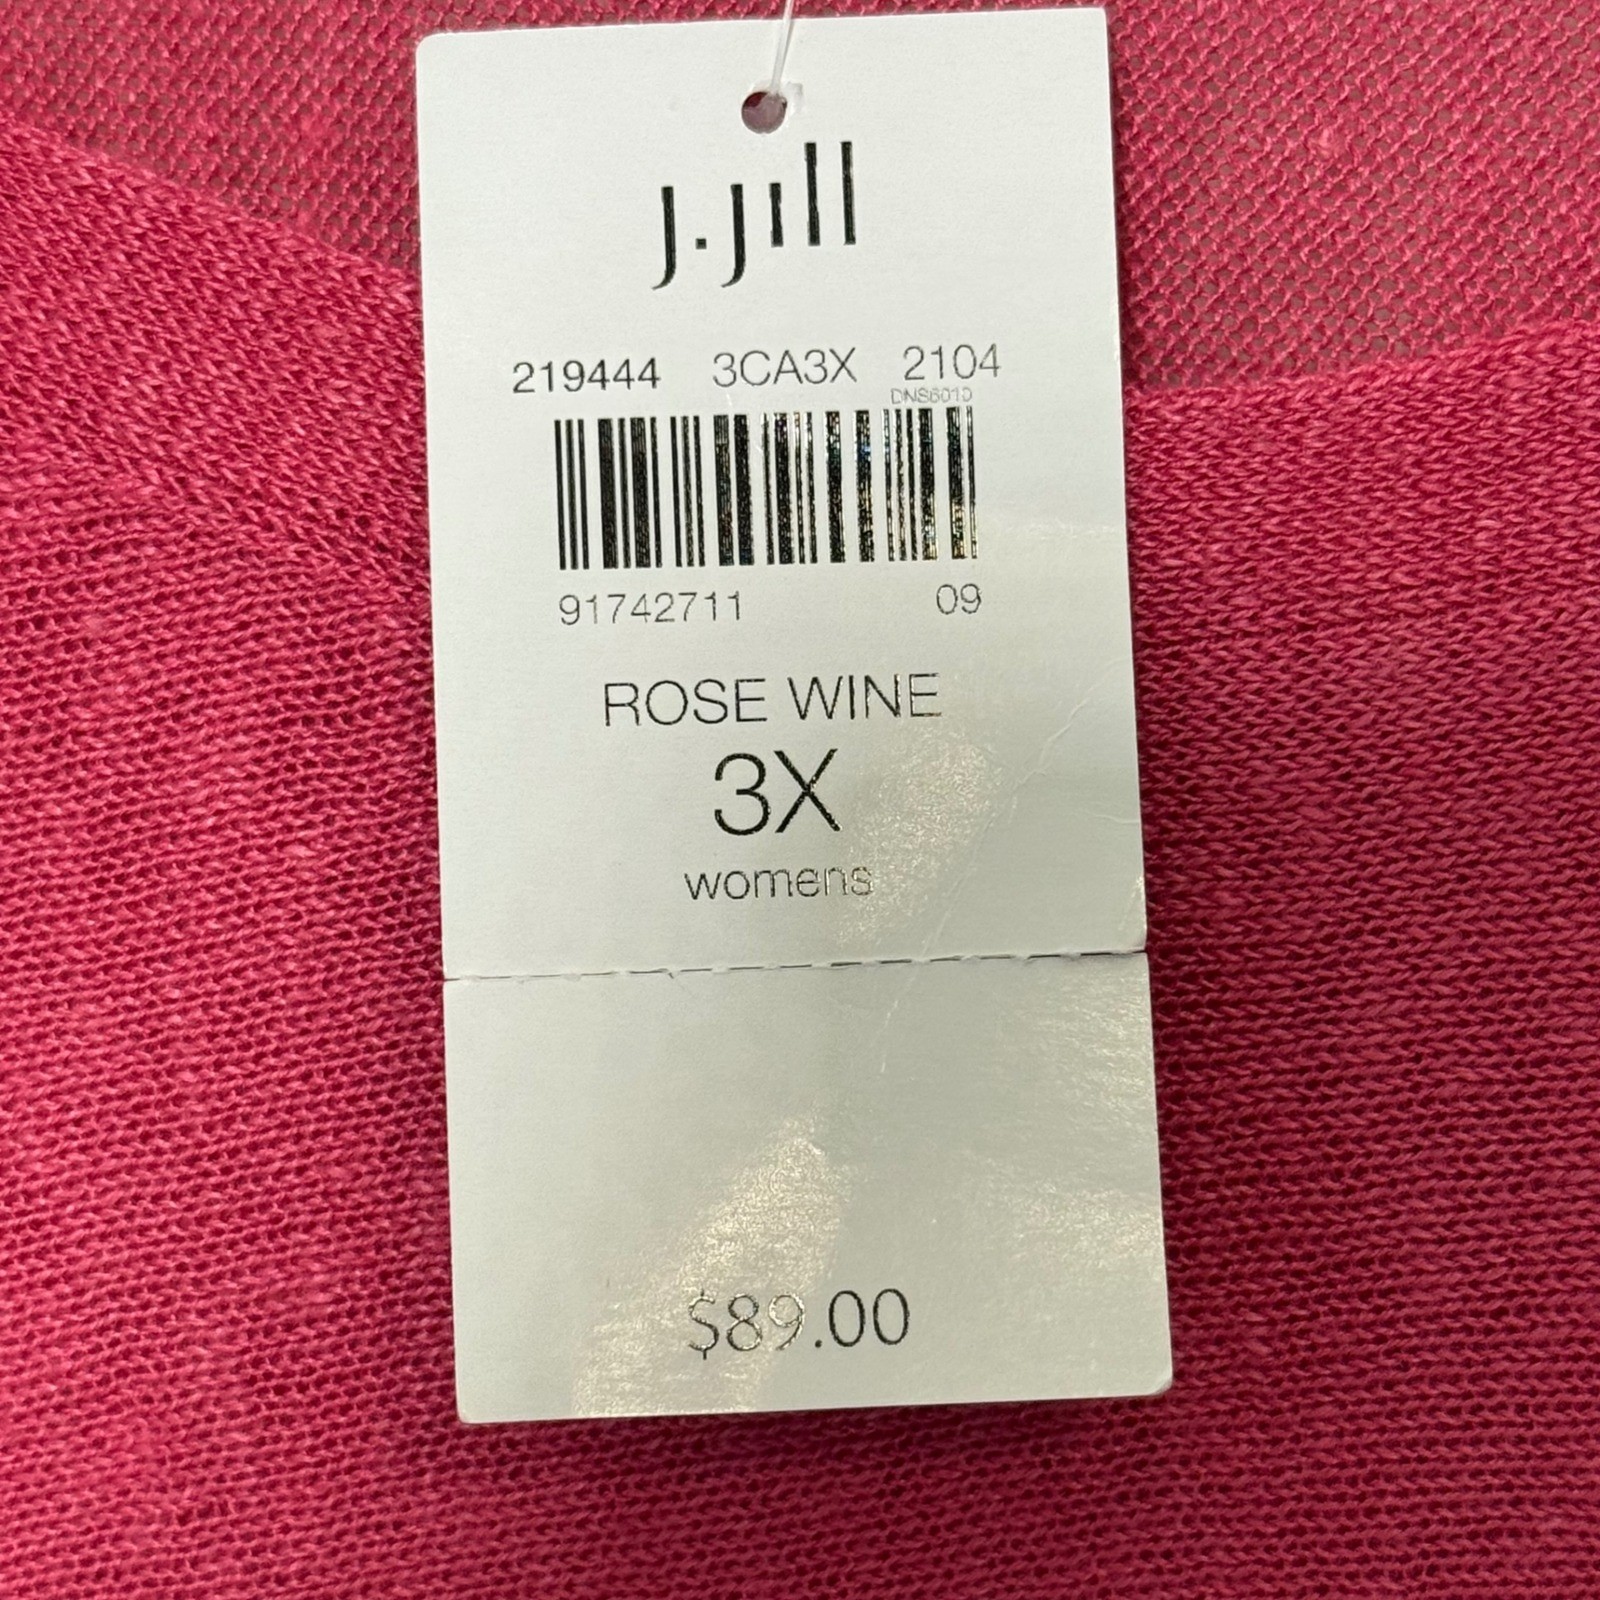 J.Jill
219444 3CA3X 2104
DNS6010
91742711 09
ROSE WINE
3X
womens
$89.00